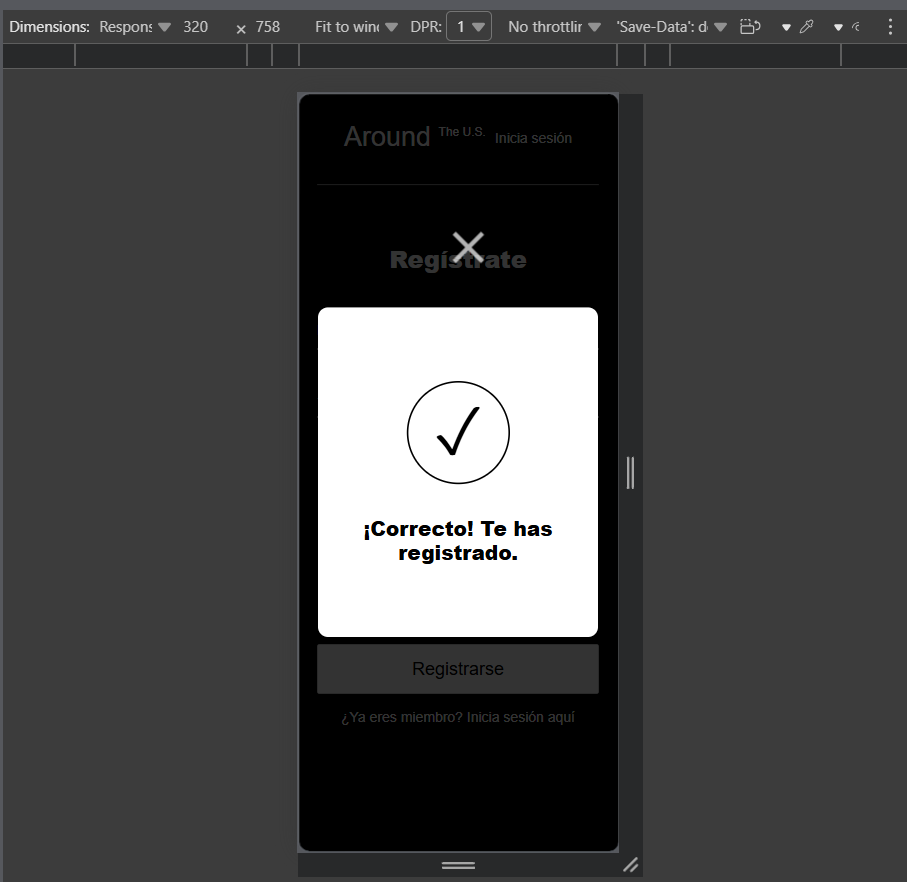 Dimensions: Respons 320 × 758 Fit to win DPR: 1 No throttlir 'Save-Data': d
Around The U.S. Inicia sesión
Regístrate
¡Correcto! Te has
registrado.
Registrarse
¿Ya eres miembro? Inicia sesión aquí